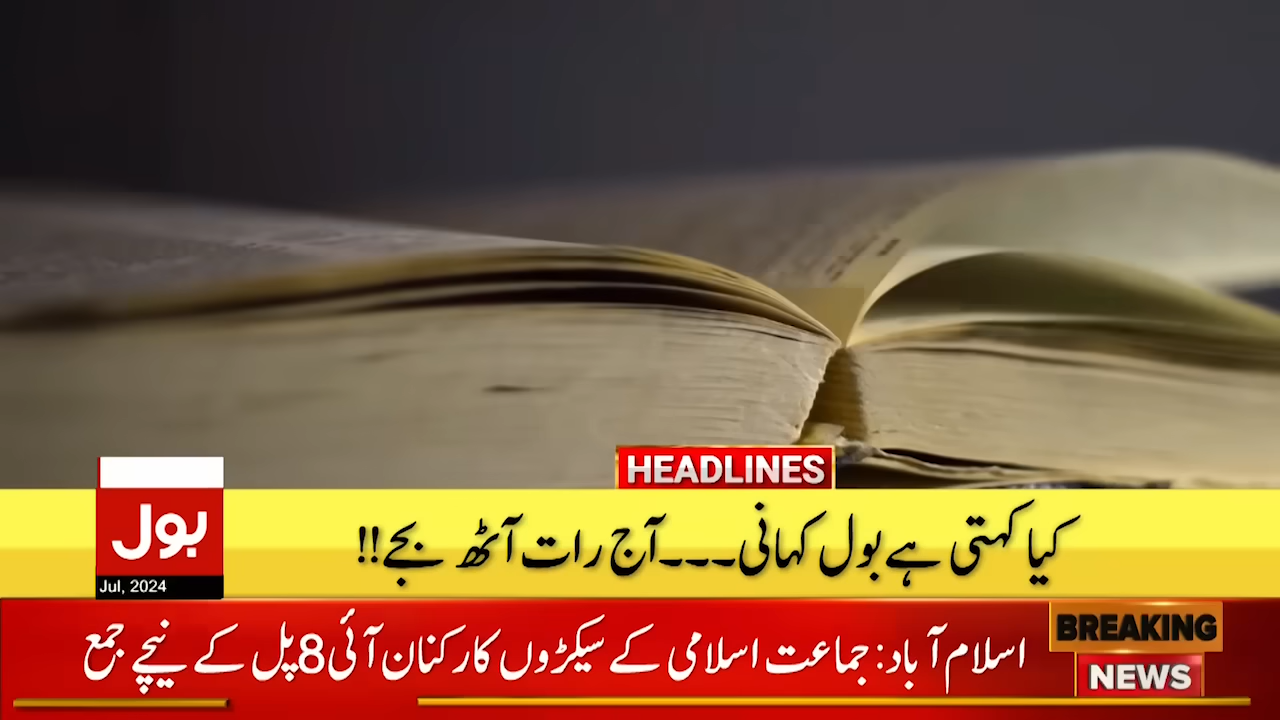 HEADLINES
کیا کہتی ہے بول کہانی۔۔۔آج رات آٹھ بجے!!
بول
Jul, 2024
BREAKING
NEWS
اسلام آباد: جماعت اسلامی کے سیکڑوں کارکنان آئی 8 پل کے نیچے جمع